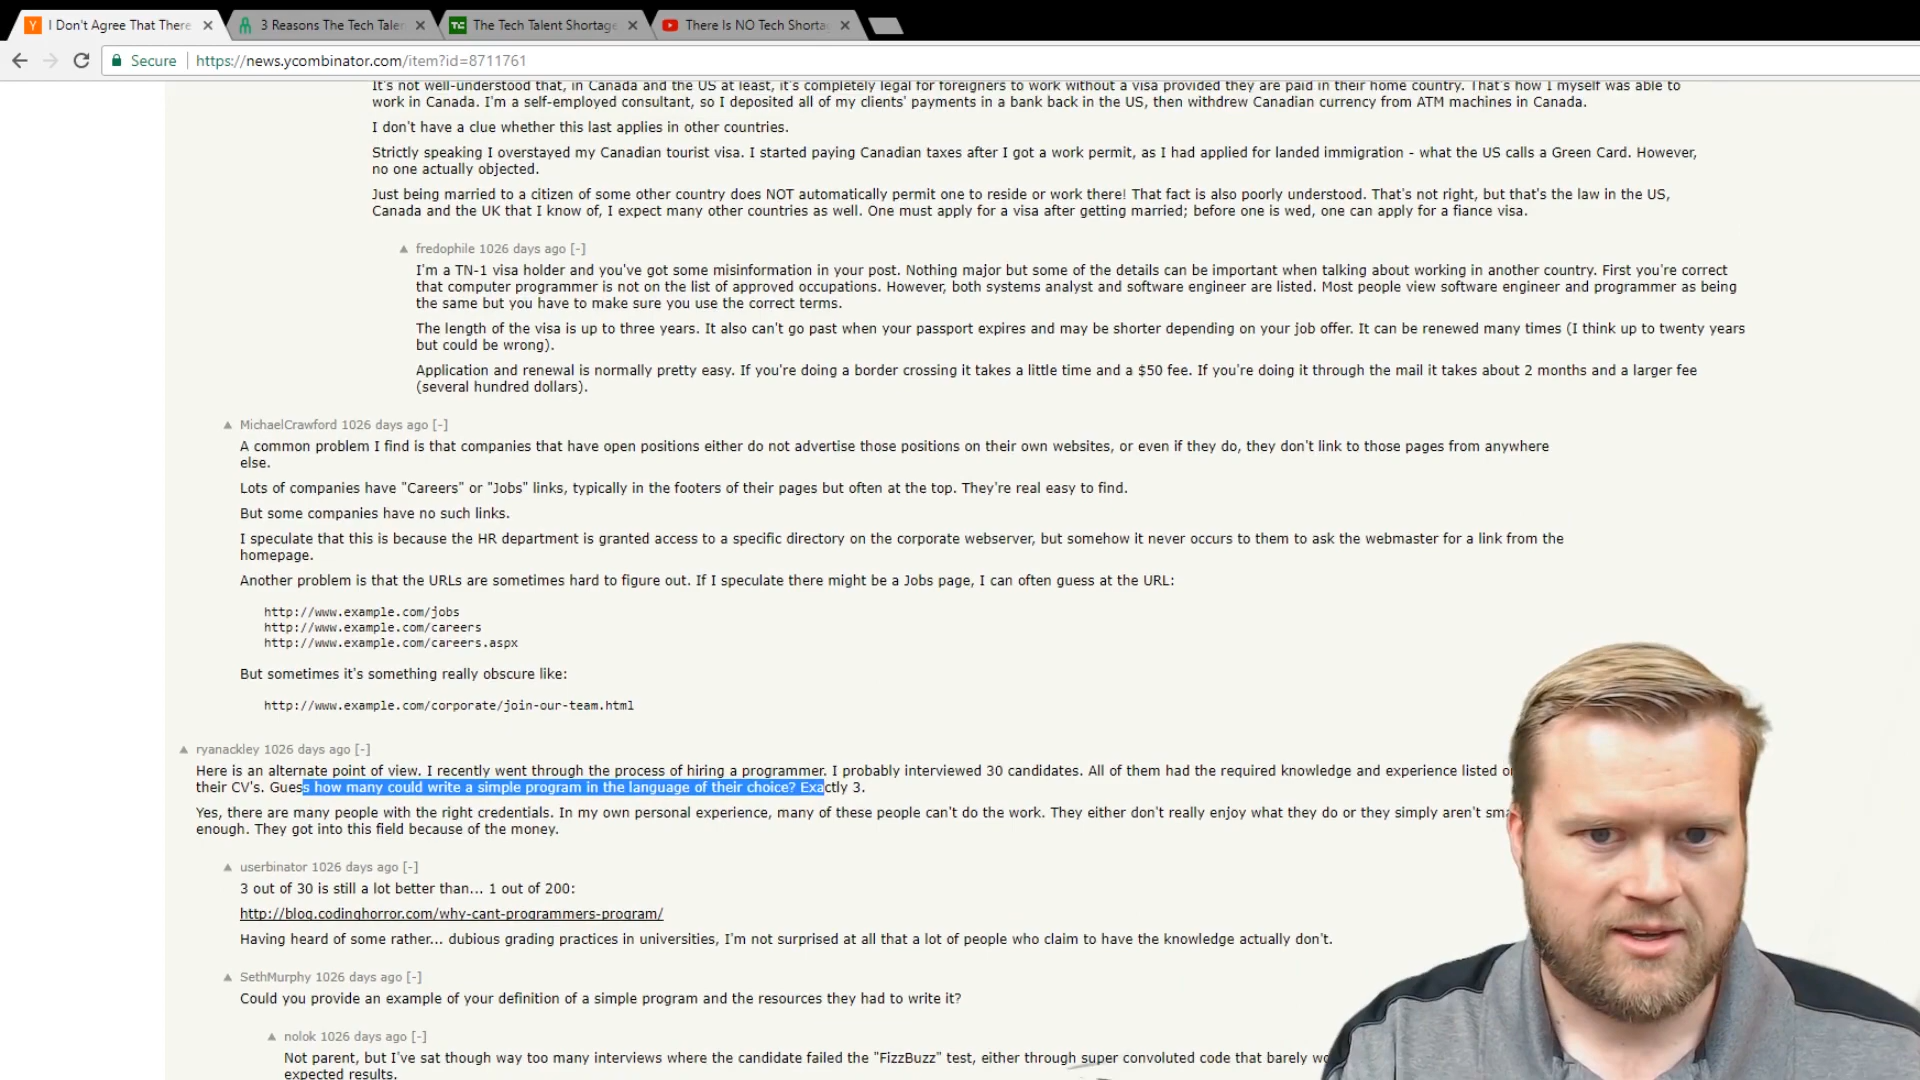 I Don't Agree That There
3 Reasons The Tech Talen
The Tech Talent Shortage
There Is NO Tech Shorta
Secure
https://news.ycombinator.com/item?id=8711761
It's not well-understood that, in Canada and the US at least, it's completely legal for foreigners to work without a visa provided they are paid in their home country. That's how I myself was able to
work in Canada. I'm a self-employed consultant, so I deposited all of my clients' payments in a bank back in the US, then withdrew Canadian currency from ATM machines in Canada.
I don't have a clue whether this last applies in other countries.
Strictly speaking I overstayed my Canadian tourist visa. I started paying Canadian taxes after I got a work permit, as I had applied for landed immigration - what the US calls a Green Card. However,
no one actually objected.
Just being married to a citizen of some other country does NOT automatically permit one to reside or work there! That fact is also poorly understood. That's not right, but that's the law in the US,
Canada and the UK that I know of, I expect many other countries as well. One must apply for a visa after getting married; before one is wed, one can apply for a fiance visa.
fredophile 1026 days ago [-]
I'm a TN-1 visa holder and you've got some misinformation in your post. Nothing major but some of the details can be important when talking about working in another country. First you're correct
that computer programmer is not on the list of approved occupations. However, both systems analyst and software engineer are listed. Most people view software engineer and programmer as being
the same but you have to make sure you use the correct terms.
The length of the visa is up to three years. It also can't go past when your passport expires and may be shorter depending on your job offer. It can be renewed many times (I think up to twenty years
but could be wrong).
Application and renewal is normally pretty easy. If you're doing a border crossing it takes a little time and a $50 fee. If you're doing it through the mail it takes about 2 months and a larger fee
(several hundred dollars).
MichaelCrawford 1026 days ago [-]
A common problem I find is that companies that have open positions either do not advertise those positions on their own websites, or even if they do, they don't link to those pages from anywhere
else.
Lots of companies have "Careers" or "Jobs" links, typically in the footers of their pages but often at the top. They're real easy to find.
But some companies have no such links.
I speculate that this is because the HR department is granted access to a specific directory on the corporate webserver, but somehow it never occurs to them to ask the webmaster for a link from the
homepage.
Another problem is that the URLs are sometimes hard to figure out. If I speculate there might be a Jobs page, I can often guess at the URL:
http://www.example.com/jobs
http://www.example.com/careers
http://www.example.com/careers.aspx
But sometimes it's something really obscure like:
http://www.example.com/corporate/join-our-team.html
ryanackley 1026 days ago [-]
Here is an alternate point of view. I recently went through the process of hiring a programmer. I probably interviewed 30 candidates. All of them had the required knowledge and experience listed
their CV's. Guess how many could write a simple program in the language of their choice? Exactly 3.
Yes, there are many people with the right credentials. In my own personal experience, many of these people can't do the work. They either don't really enjoy what they do or they simply aren't
enough. They got into this field because of the money.
userbinator 1026 days ago [-]
3 out of 30 is still a lot better than... 1 out of 200:
http://blog.codinghorror.com/why-cant-programmers-program/
Having heard of some rather... dubious grading practices in universities, I'm not surprised at all that a lot of people who claim to have the knowledge actually don't.
SethMurphy 1026 days ago [-]
Could you provide an example of your definition of a simple program and the resources they had to write it?
nolok 1026 days ago [-]
Not parent, but I've sat though way too many interviews where the candidate failed the "FizzBuzz" test, either through super convoluted code that barely
expected results.